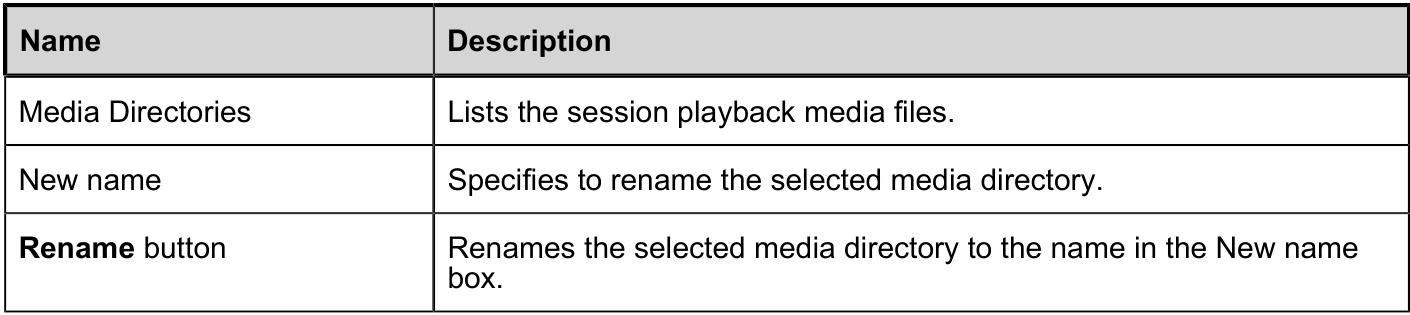 Name Description
Media Directories Lists the session playback media files.
New name Specifies to rename the selected media directory.
Rename button Renames the selected media directory to the name in the New name
box.